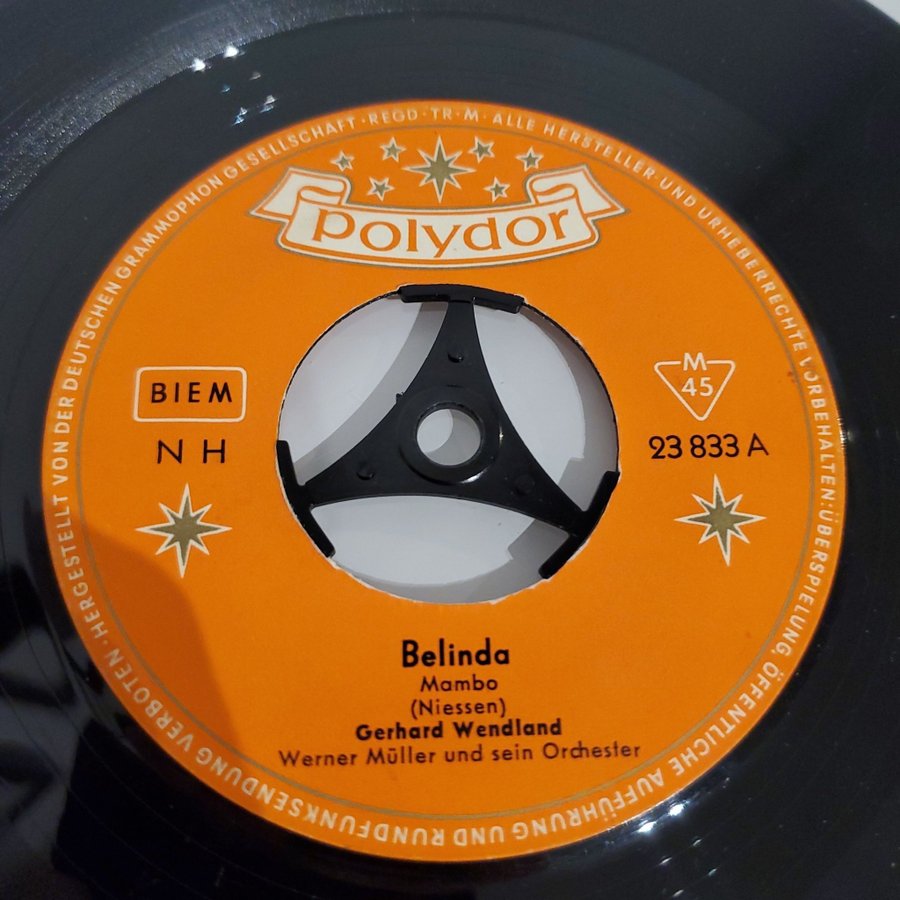 HERGESTELLT VON DER DEUTSCHEN GRAMMOPHON GESELLSCHAFT · REGD · TR · M · ALLE HERSTELLER- UND URHEBERRECHTE VORBEHALTEN: ÜBERSPIELUNG, ÖFFENTLICHE AUFFÜHRUNG UND RUNDFUNKSENDUNG VERBOTEN ·
polydor
BIEM
N H
M
45
23 833 A
Belinda
Mambo
(Niessen)
Gerhard Wendland
Werner Müller und sein Orchester